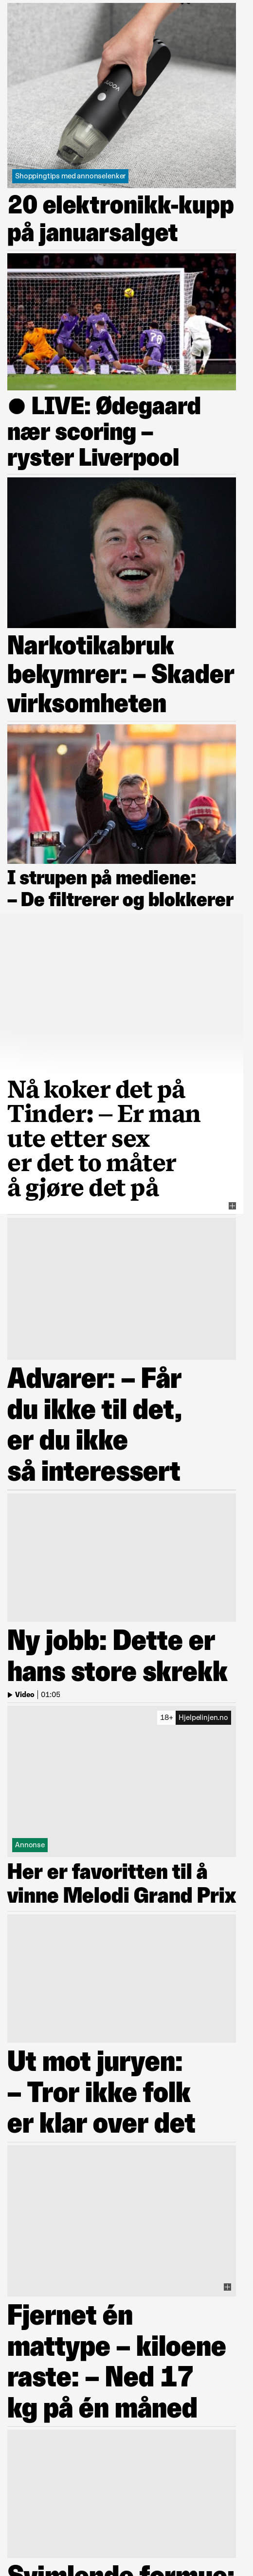 VOOA
Shoppingtips med annonselenker
20 elektronikk-kupp
på januarsalget
● LIVE: Ødegaard
nær scoring –
ryster Liverpool
Narkotikabruk
bekymrer: – Skader
virksomheten
I strupen på mediene:
– De filtrerer og blokkerer
Nå koker det på
Tinder: – Er man
ute etter sex
er det to måter
å gjøre det på
Advarer: – Får
du ikke til det,
er du ikke
så interessert
Ny jobb: Dette er
hans store skrekk
Video | 01:05
18+ Hjelpelinjen.no
Annonse
Her er favoritten til å
vinne Melodi Grand Prix
Ut mot juryen:
– Tror ikke folk
er klar over det
Fjernet én
mattype – kiloene
raste: – Ned 17
kg på én måned
Svimlende formue: